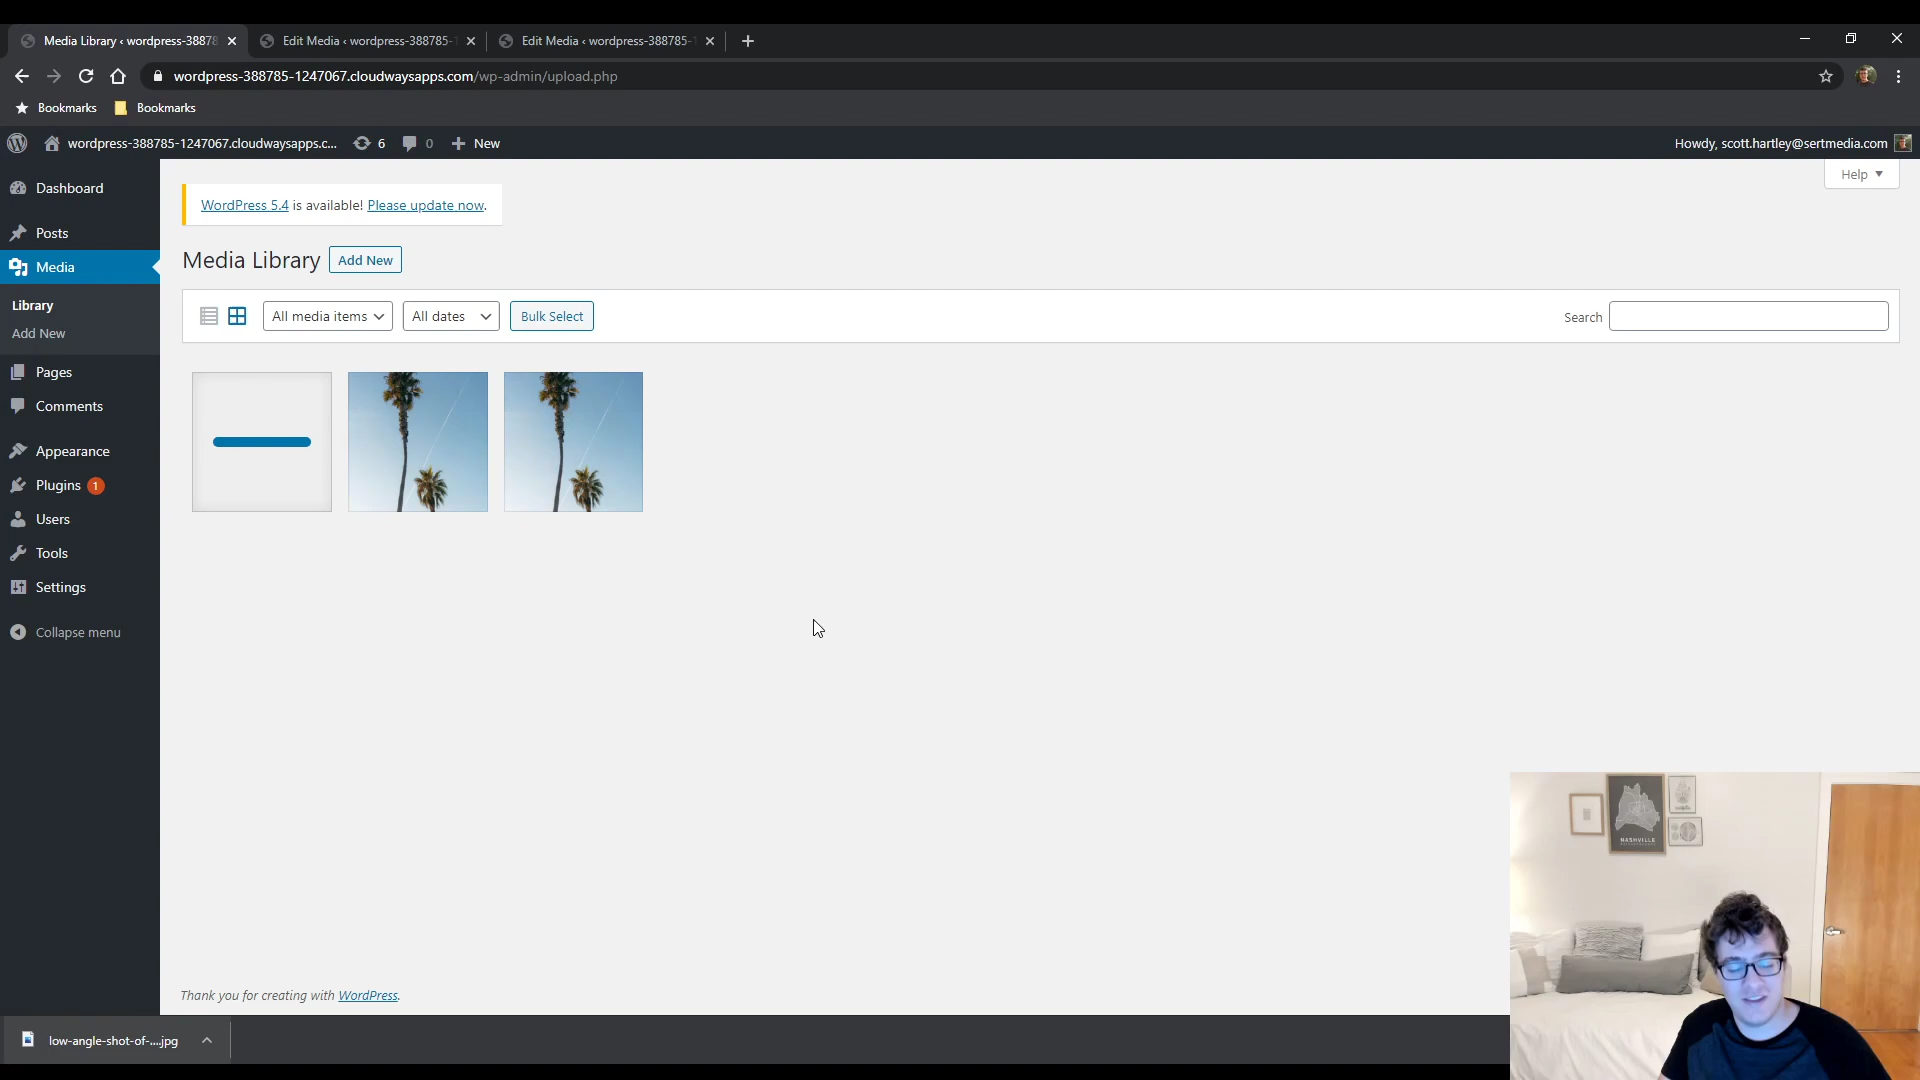 Media Library ‹ wordpress-38878
Edit Media ‹ wordpress-388785-1
Edit Media ‹ wordpress-388785-1
wordpress-388785-1247067.cloudwaysapps.com/wp-admin/upload.php
Bookmarks
Bookmarks
wordpress-388785-1247067.cloudwaysapps.c...
6
0
New
Howdy, scott.hartley@sertmedia.com
Help
Dashboard
Posts
Media
Library
Add New
Pages
Comments
Appearance
Plugins 1
Users
Tools
Settings
Collapse menu
WordPress 5.4 is available! Please update now.
Media Library
Add New
All media items
All dates
Bulk Select
Search
Thank you for creating with WordPress.
low-angle-shot-of-....jpg
NASHVILLE